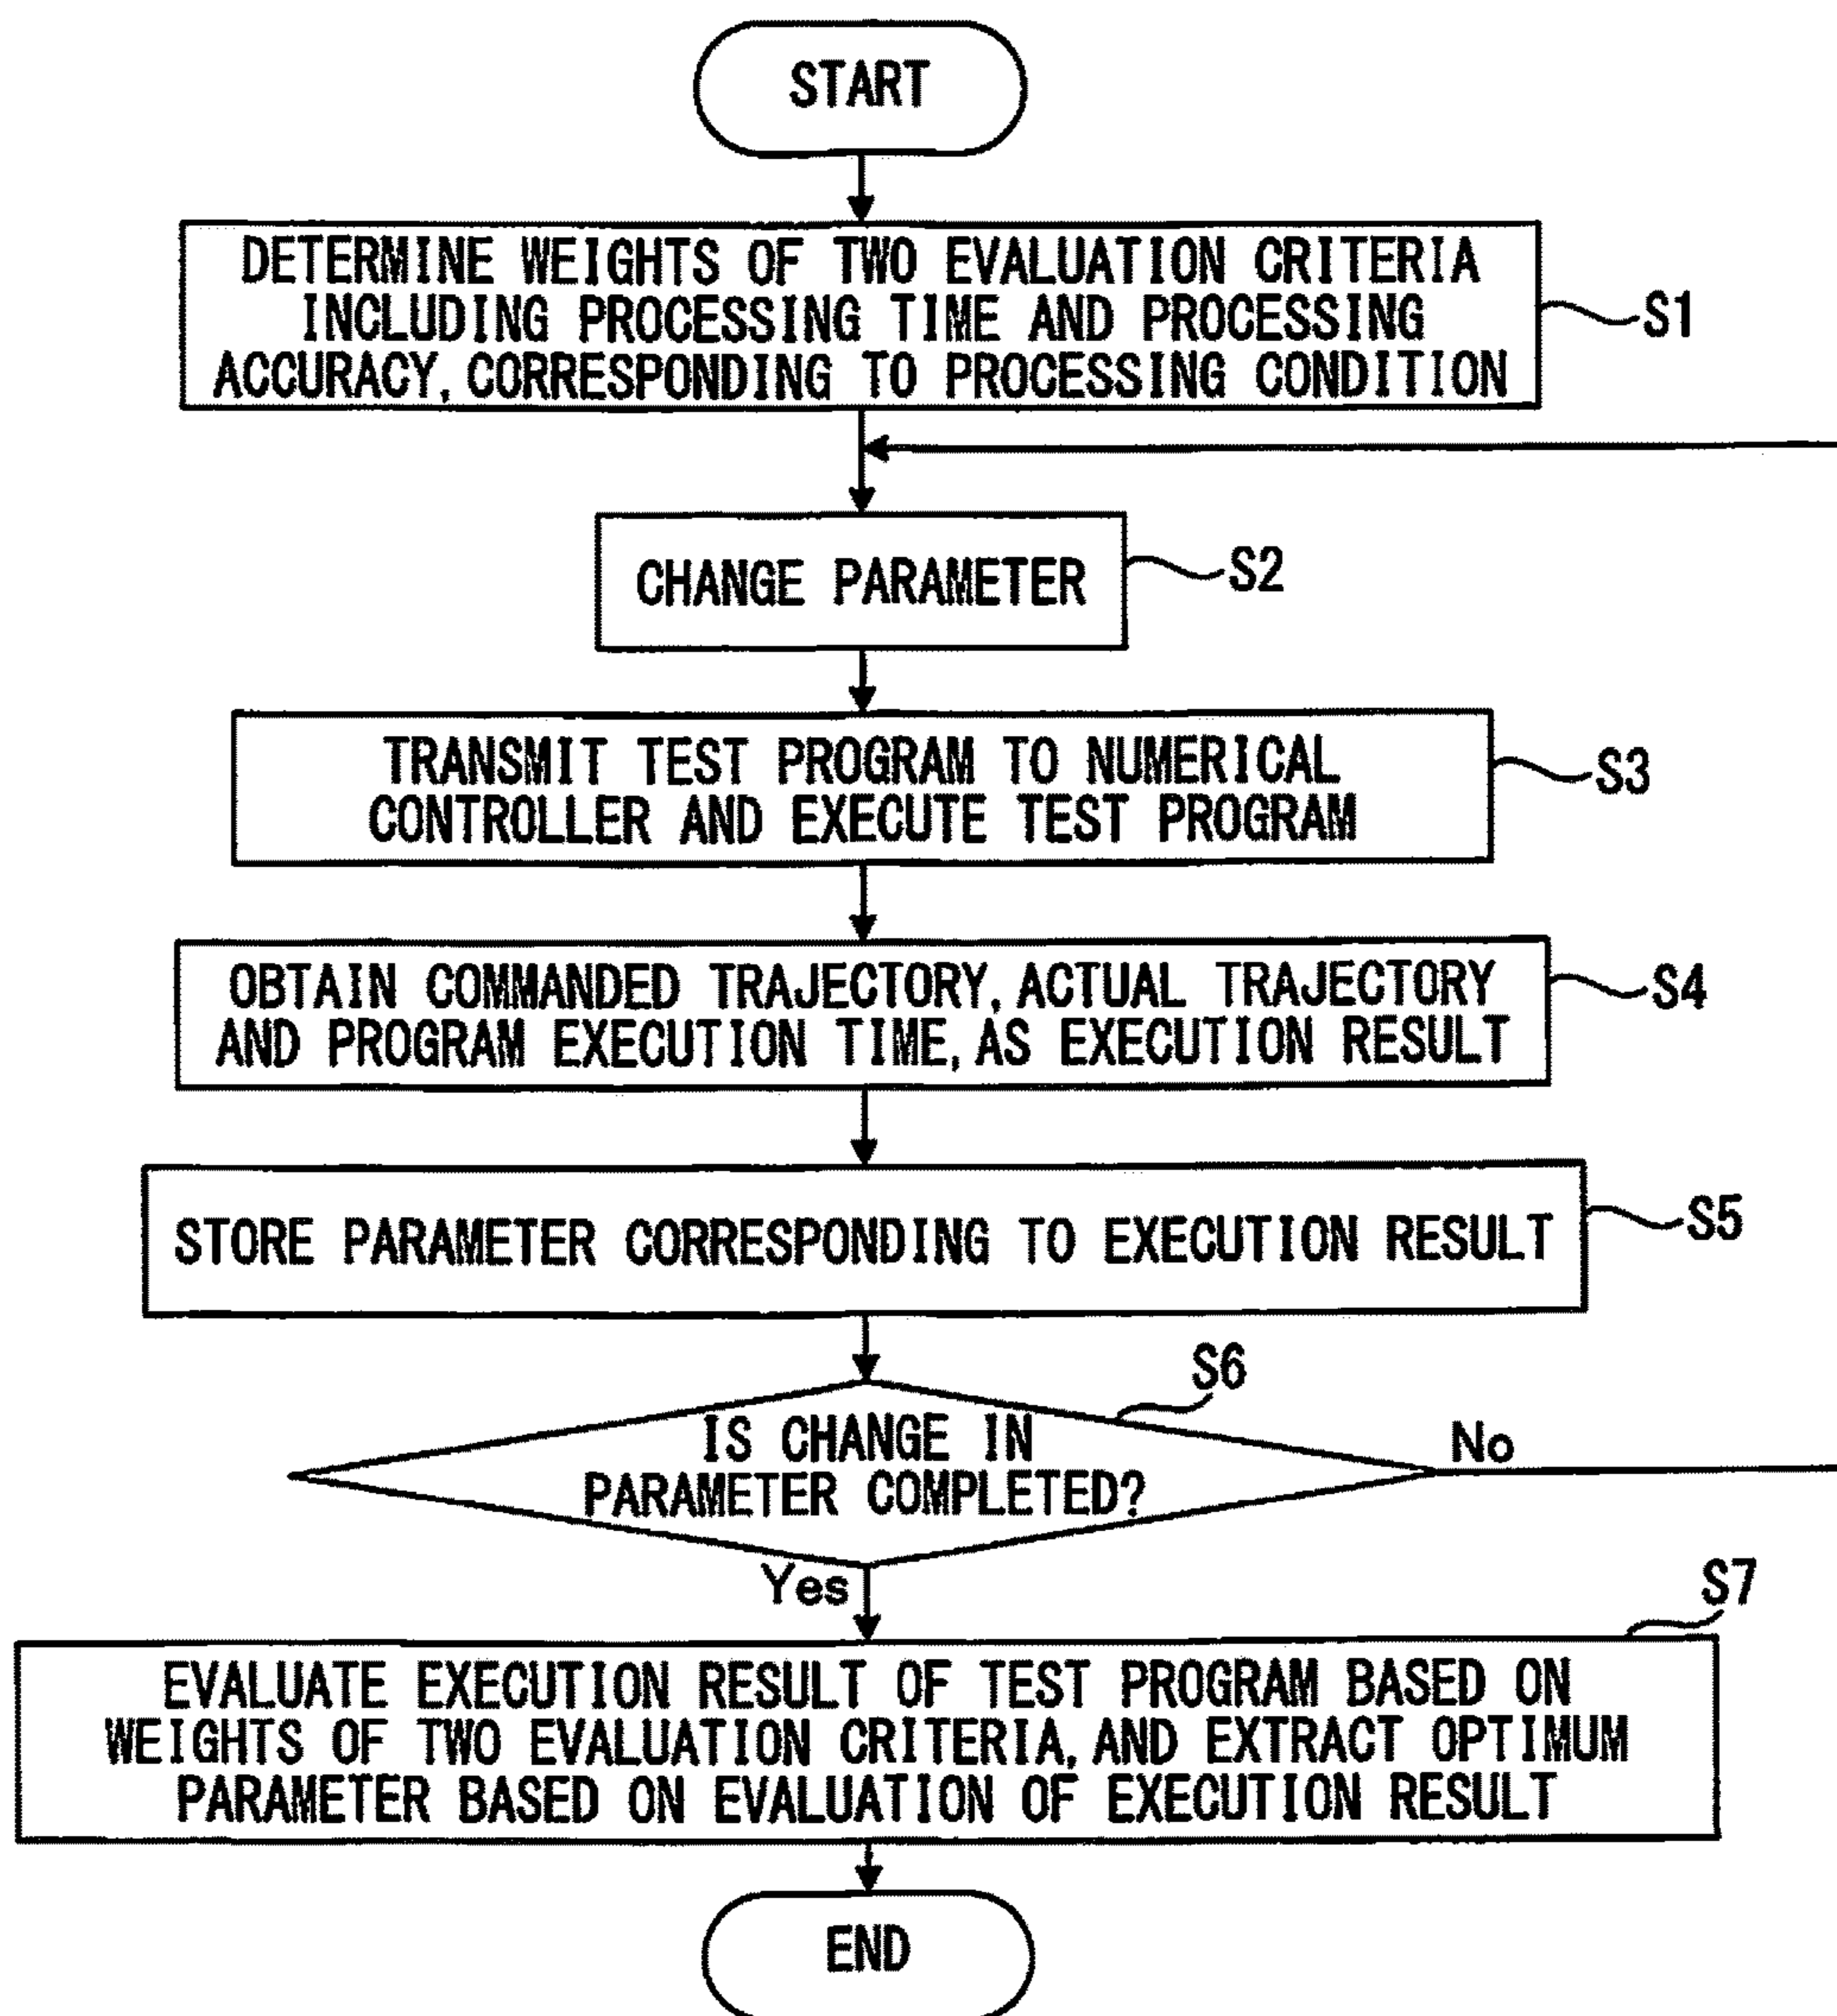 START
DETERMINE WEIGHTS OF TWO EVALUATION CRITERIA
INCLUDING PROCESSING TIME AND PROCESSING
ACCURACY, CORRESPONDING TO PROCESSING CONDITION
S1
CHANGE PARAMETER
S2
TRANSMIT TEST PROGRAM TO NUMERICAL
CONTROLLER AND EXECUTE TEST PROGRAM
S3
OBTAIN COMMANDED TRAJECTORY, ACTUAL TRAJECTORY
AND PROGRAM EXECUTION TIME, AS EXECUTION RESULT
S4
STORE PARAMETER CORRESPONDING TO EXECUTION RESULT
S5
S6
IS CHANGE IN
PARAMETER COMPLETED?
No
Yes
S7
EVALUATE EXECUTION RESULT OF TEST PROGRAM BASED ON
WEIGHTS OF TWO EVALUATION CRITERIA, AND EXTRACT OPTIMUM
PARAMETER BASED ON EVALUATION OF EXECUTION RESULT
END